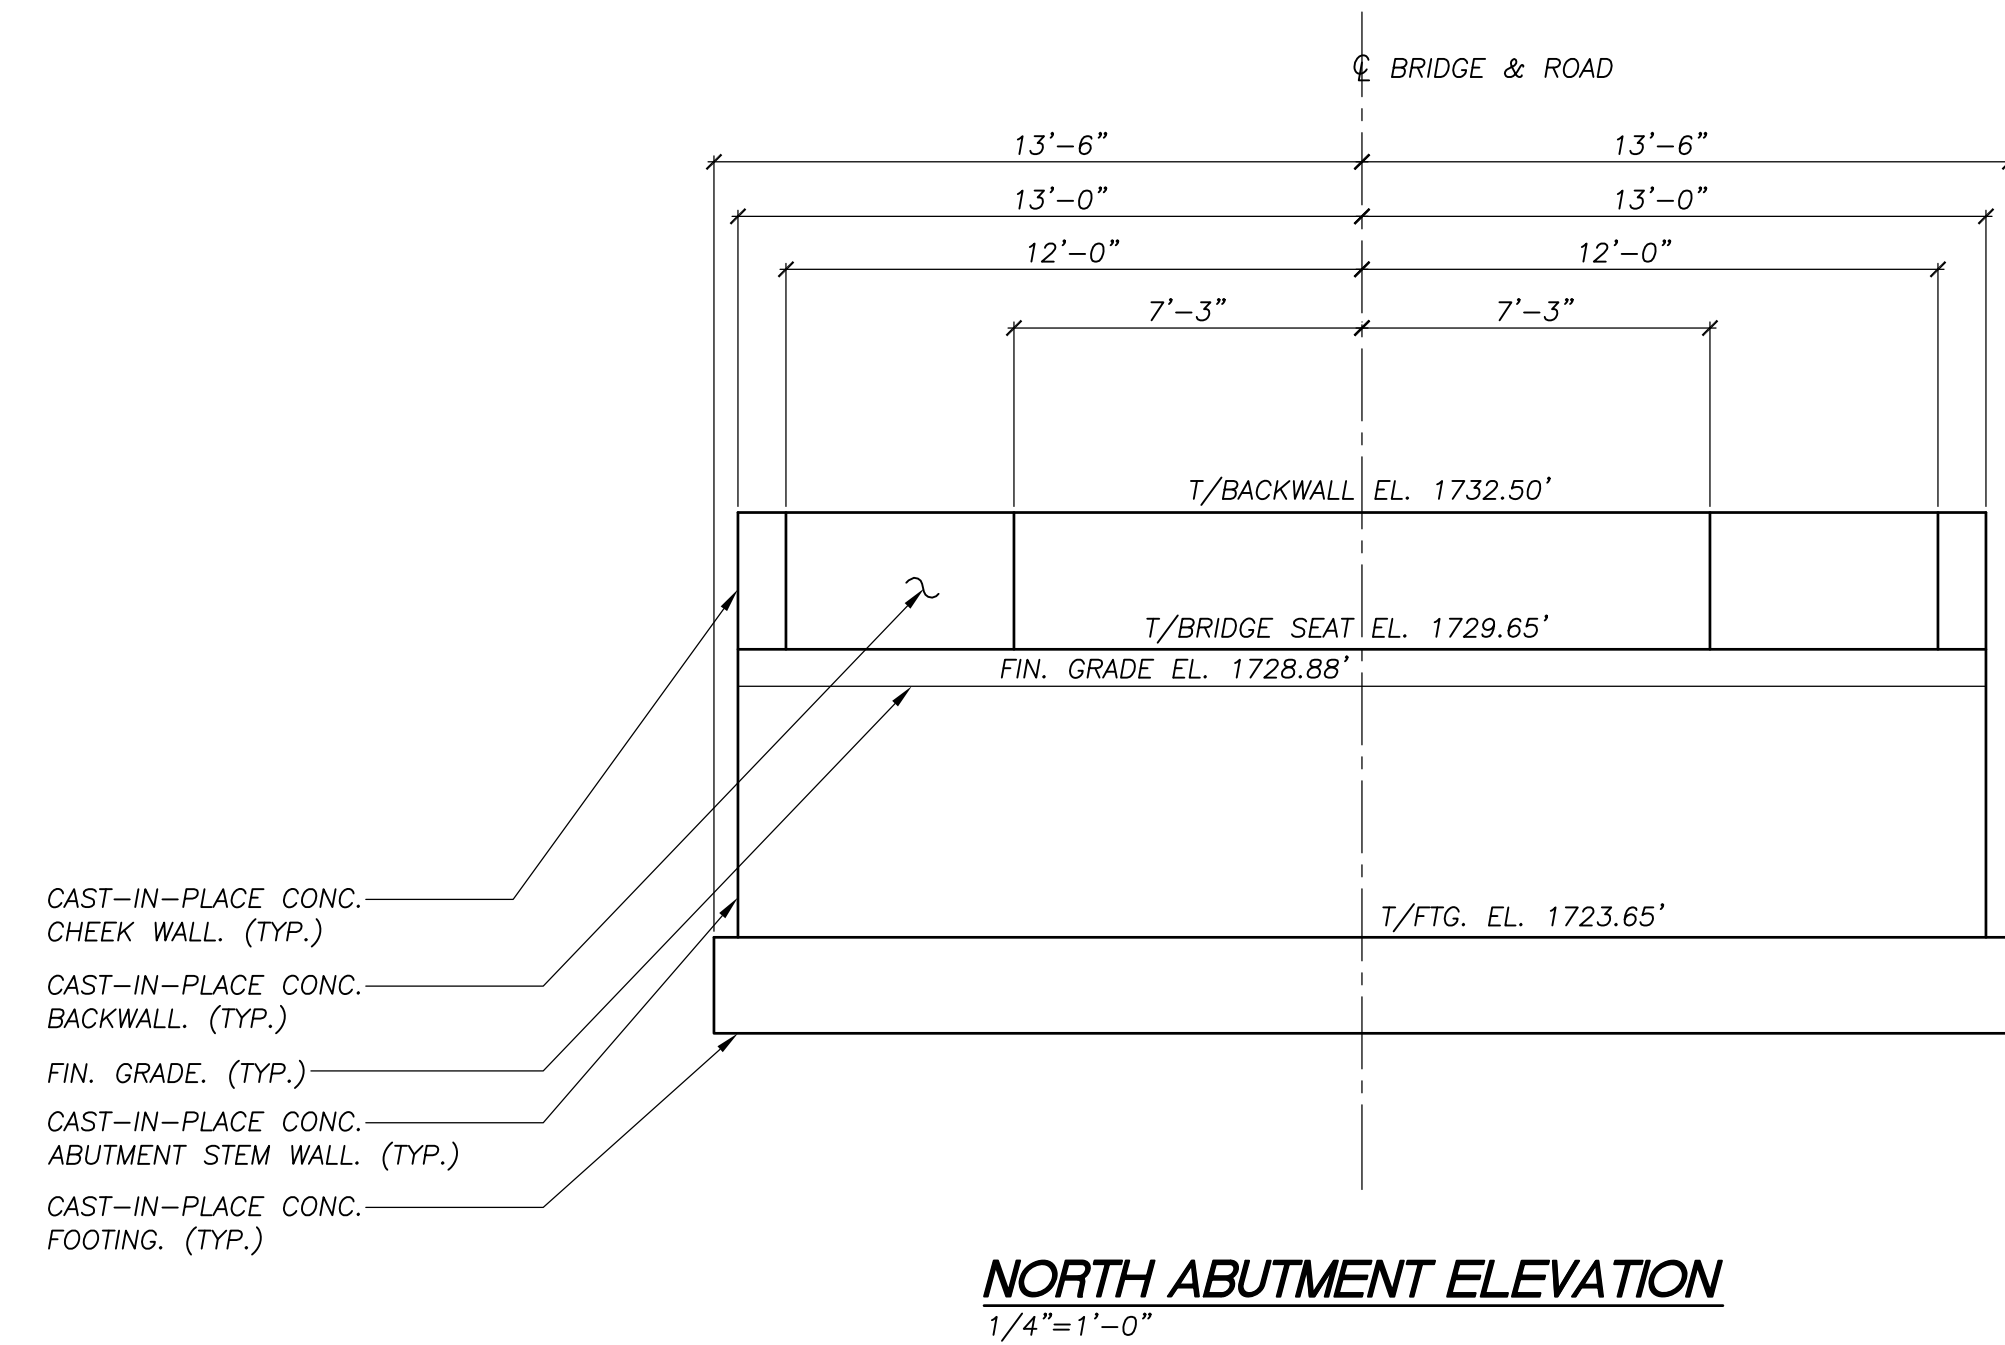 ℄ BRIDGE & ROAD
13'-6" 13'-6"
13'-0" 13'-0"
12'-0" 12'-0"
7'-3" 7'-3"
T/BACKWALL EL. 1732.50'
T/BRIDGE SEAT EL. 1729.65'
FIN. GRADE EL. 1728.88'
T/FTG. EL. 1723.65'
CAST-IN-PLACE CONC.
CHEEK WALL. (TYP.)
CAST-IN-PLACE CONC.
BACKWALL. (TYP.)
FIN. GRADE. (TYP.)
CAST-IN-PLACE CONC.
ABUTMENT STEM WALL. (TYP.)
CAST-IN-PLACE CONC.
FOOTING. (TYP.)
NORTH ABUTMENT ELEVATION
1/4"=1'-0"